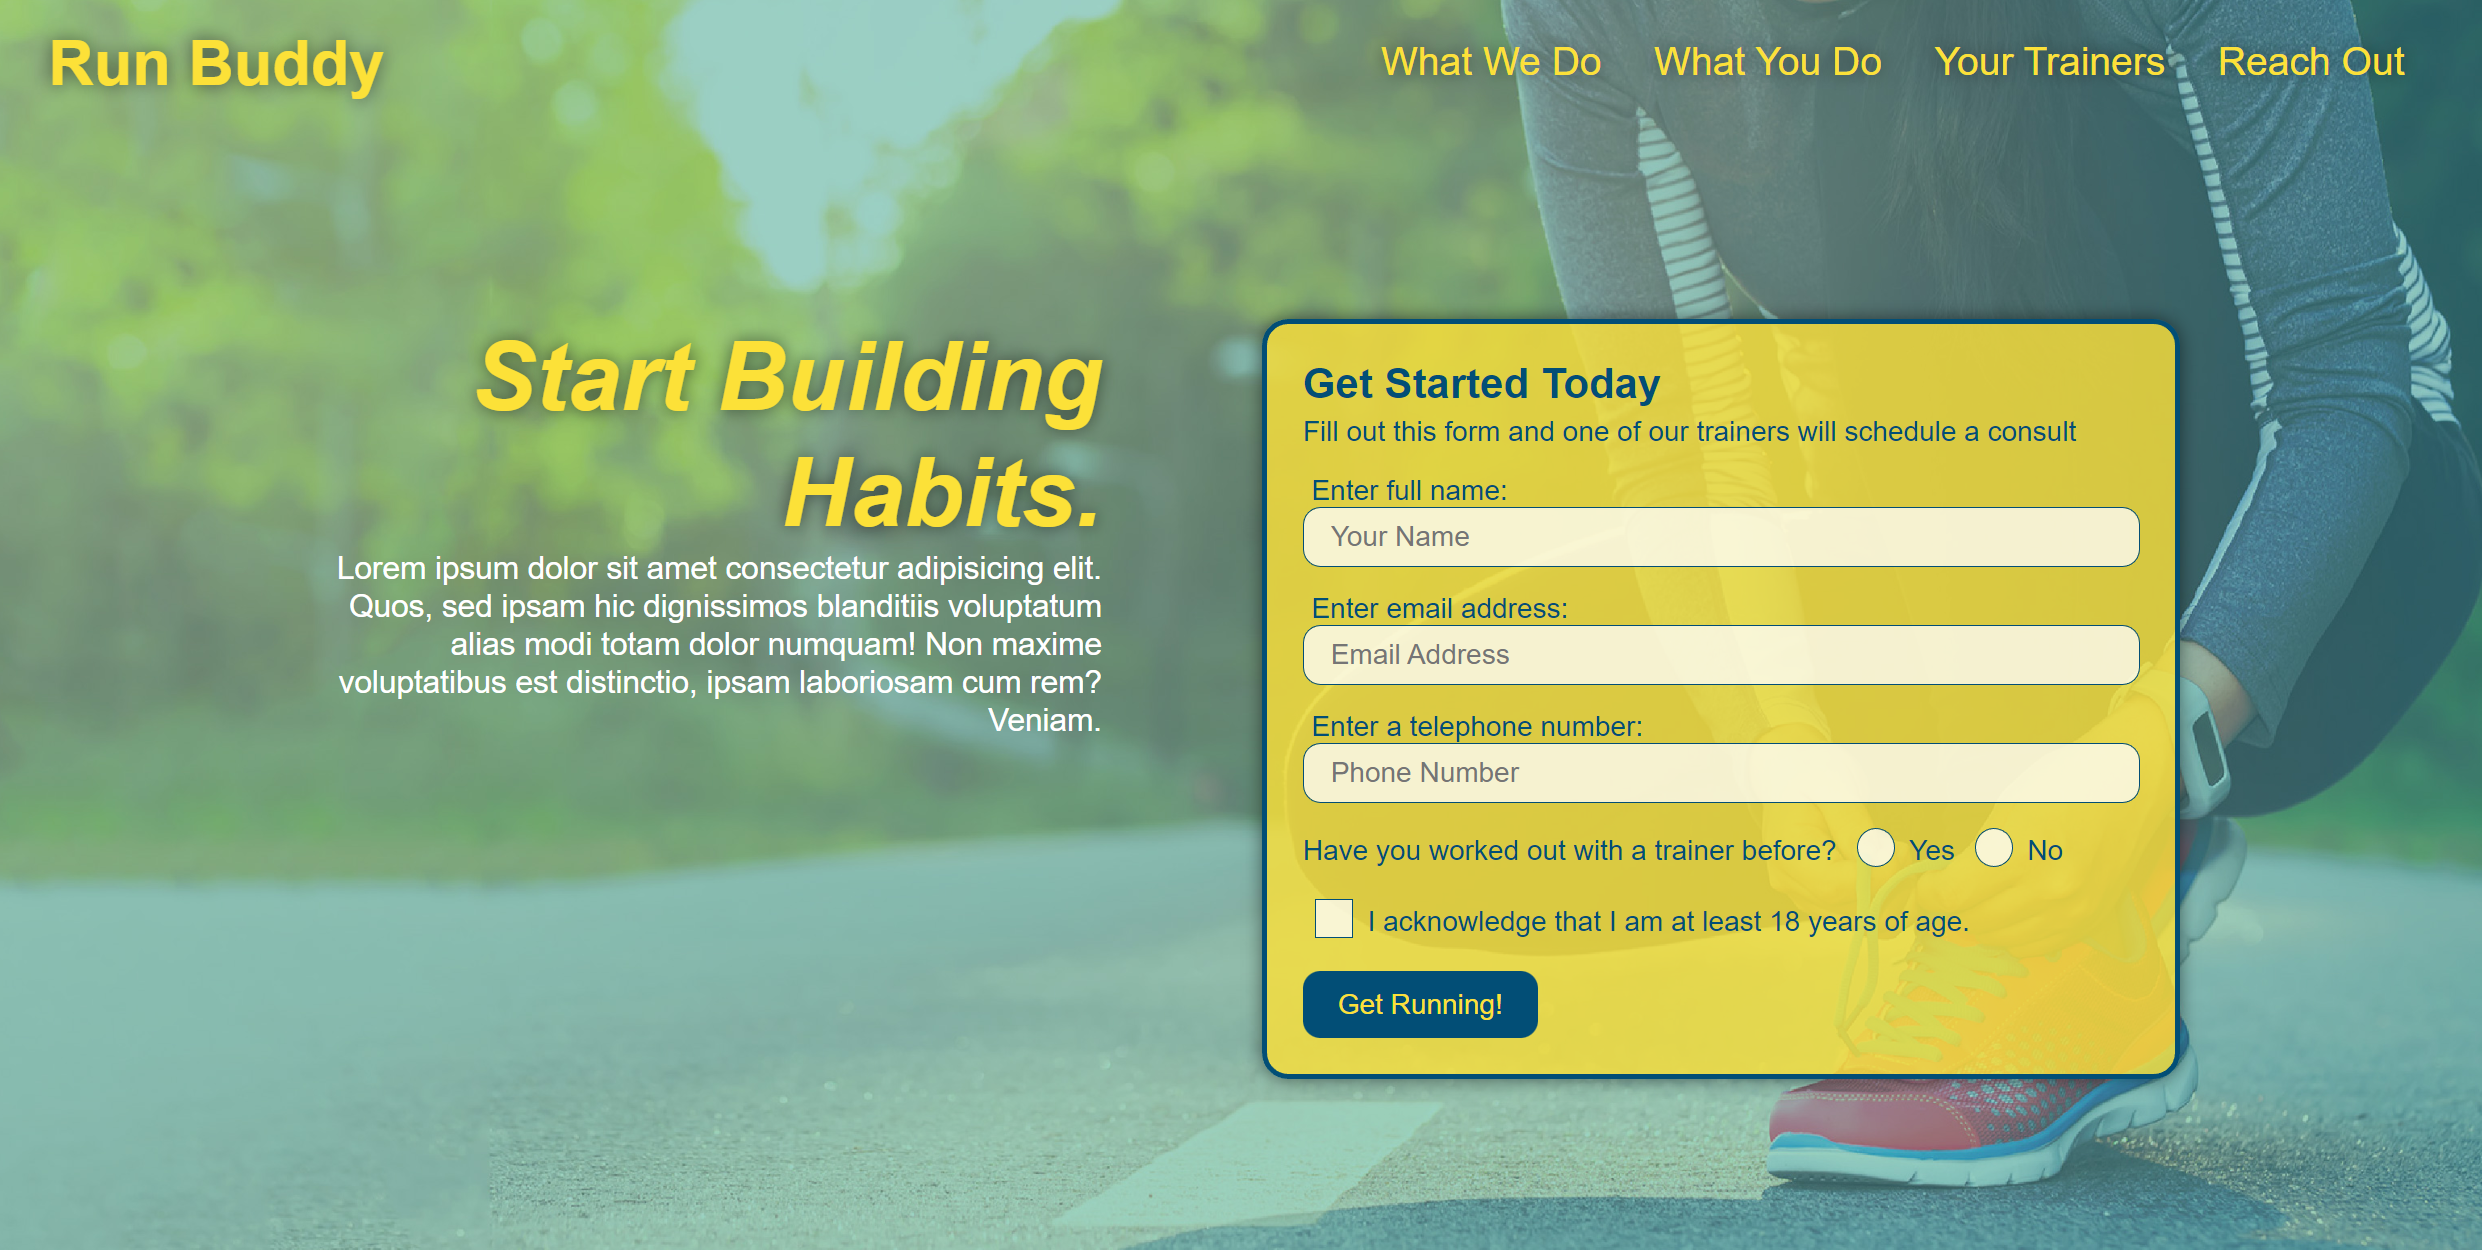 Run Buddy
What We Do What You Do Your Trainers Reach Out
Start Building
Habits.
Lorem ipsum dolor sit amet consectetur adipisicing elit.
Quos, sed ipsam hic dignissimos blanditiis voluptatum
alias modi totam dolor numquam! Non maxime
voluptatibus est distinctio, ipsam laboriosam cum rem?
Veniam.
Get Started Today
Fill out this form and one of our trainers will schedule a consult
Enter full name:
Your Name
Enter email address:
Email Address
Enter a telephone number:
Phone Number
Have you worked out with a trainer before? Yes No
I acknowledge that I am at least 18 years of age.
Get Running!